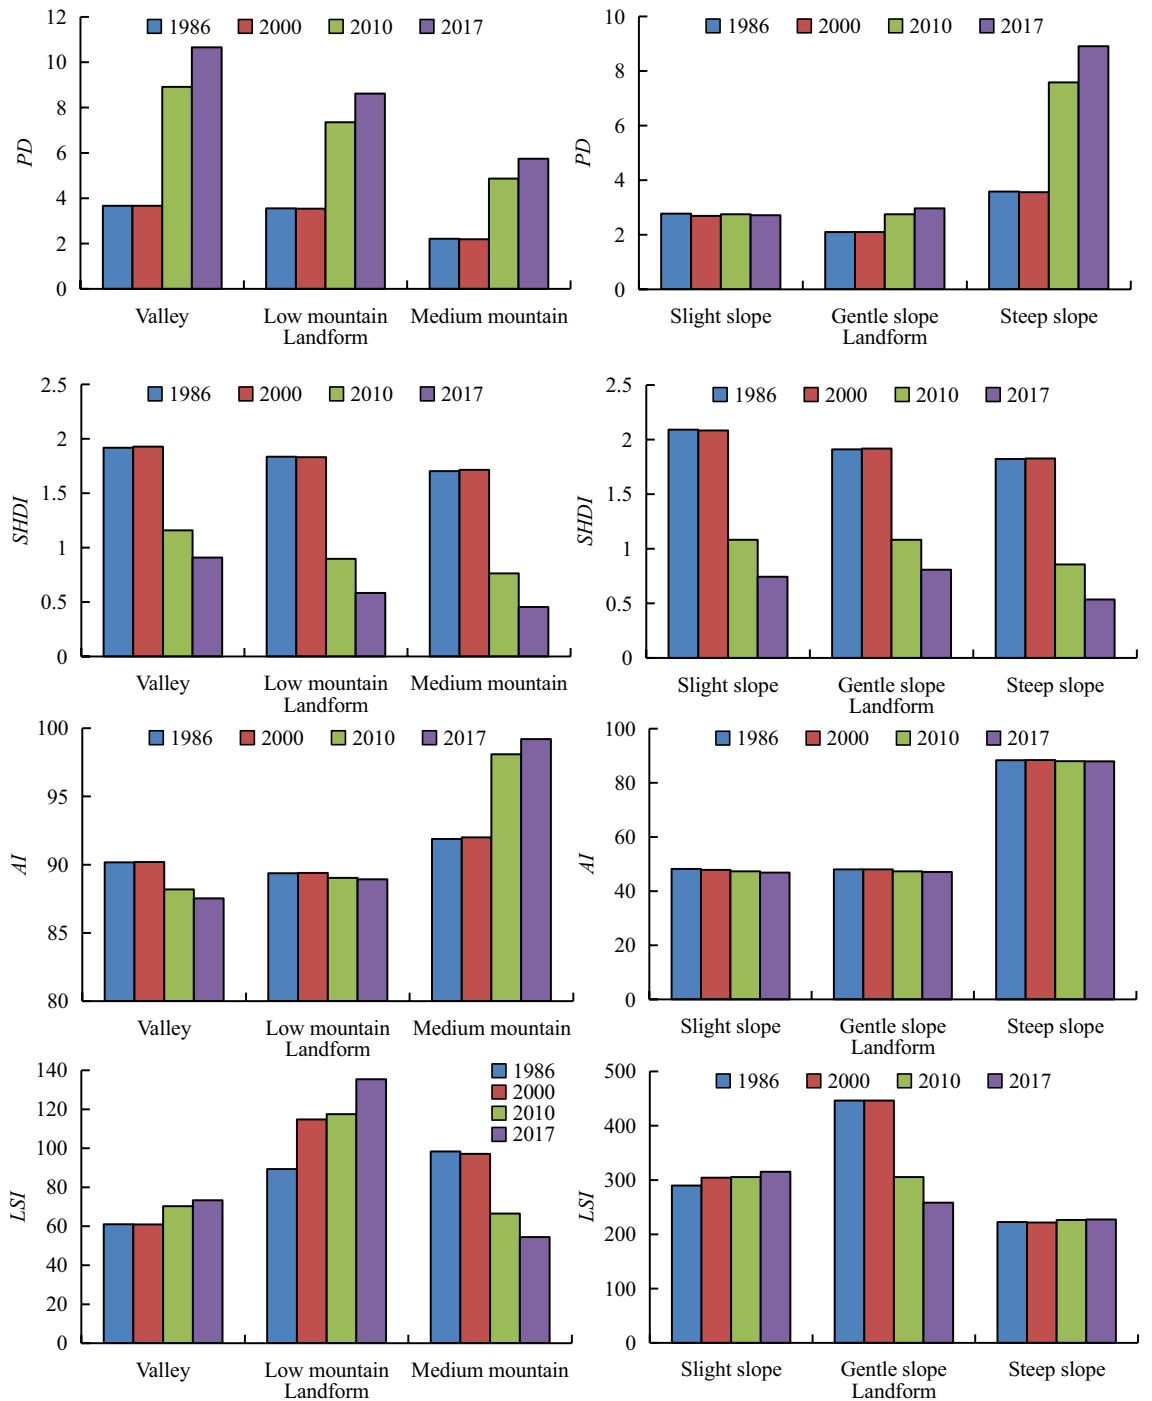 12
10
8
6
4
2
0
PD
1986 2000 2010 2017
Valley Low mountain Medium mountain
Landform
10
8
6
4
2
0
PD
1986 2000 2010 2017
Slight slope Gentle slope Steep slope
Landform
2.5
2
1.5
1
0.5
0
SHDI
1986 2000 2010 2017
Valley Low mountain Medium mountain
Landform
2.5
2
1.5
1
0.5
0
SHDI
1986 2000 2010 2017
Slight slope Gentle slope Steep slope
Landform
100
95
90
85
80
AI
1986 2000 2010 2017
Valley Low mountain Medium mountain
Landform
100
80
60
40
20
0
AI
1986 2000 2010 2017
Slight slope Gentle slope Steep slope
Landform
140
120
100
80
60
40
20
0
LSI
1986
2000
2010
2017
Valley Low mountain Medium mountain
Landform
500
400
300
200
100
0
LSI
1986 2000 2010 2017
Slight slope Gentle slope Steep slope
Landform